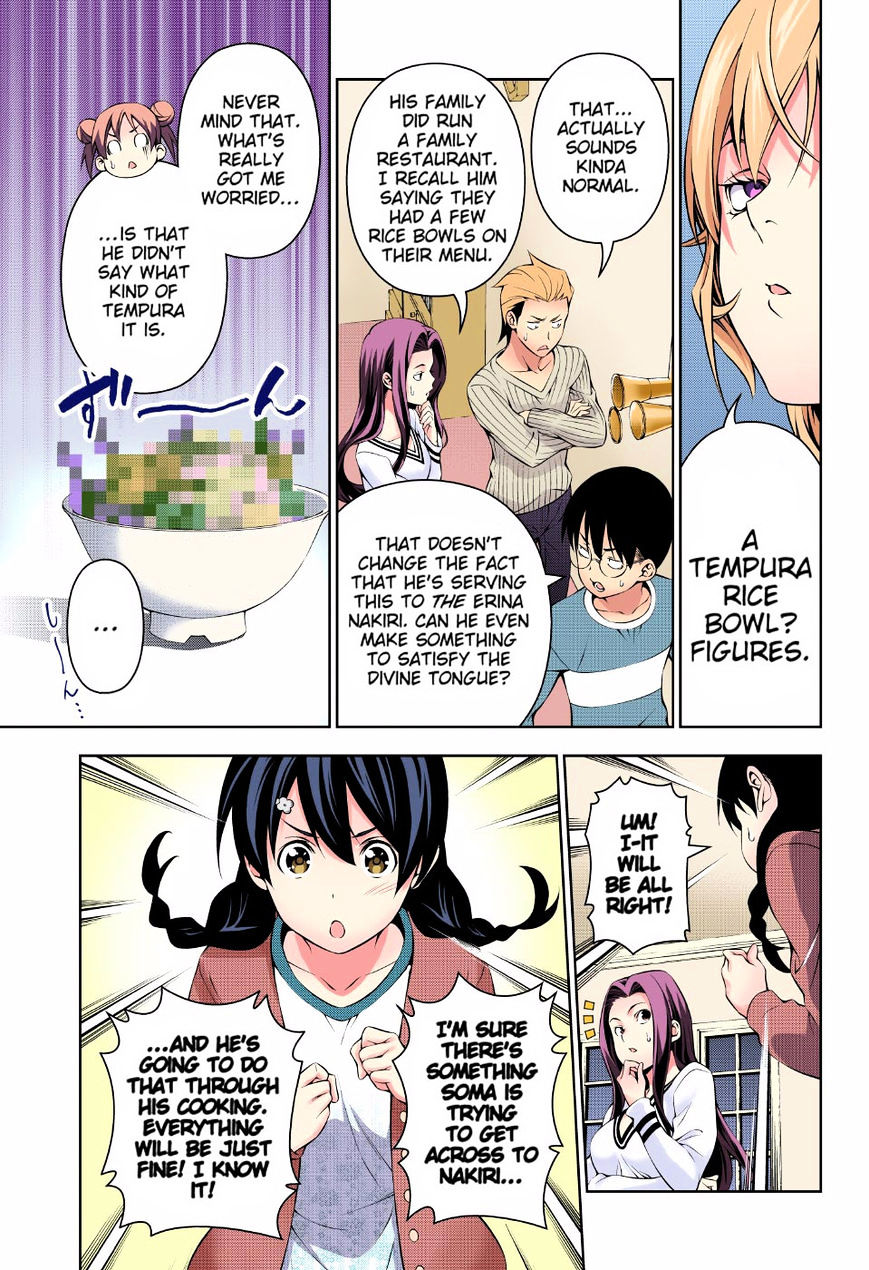 A
TEMPURA
RICE
BOWL?
FIGURES.
THAT...
ACTUALLY
SOUNDS
KINDA
NORMAL.
HIS FAMILY
DID RUN
A FAMILY
RESTAURANT.
I RECALL HIM
SAYING THEY
HAD A FEW
RICE BOWLS ON
THEIR MENU.
THAT DOESN'T
CHANGE THE FACT
THAT HE'S SERVING
THIS TO THE ERINA
NAKIRI. CAN HE EVEN
MAKE SOMETHING
TO SATISFY THE
DIVINE TONGUE?
NEVER
MIND THAT.
WHAT'S
REALLY
GOT ME
WORRIED...
...IS THAT
HE DIDN'T
SAY WHAT
KIND OF
TEMPURA
IT IS.
ず〜〜ん
...
し〜ん...
UM!
I-IT
WILL
BE ALL
RIGHT!
I'M SURE
THERE'S
SOMETHING
SOMA IS
TRYING
TO GET
ACROSS TO
NAKIRI...
...AND HE'S
GOING TO DO
THAT THROUGH
HIS COOKING.
EVERYTHING
WILL BE JUST
FINE! I KNOW
IT!